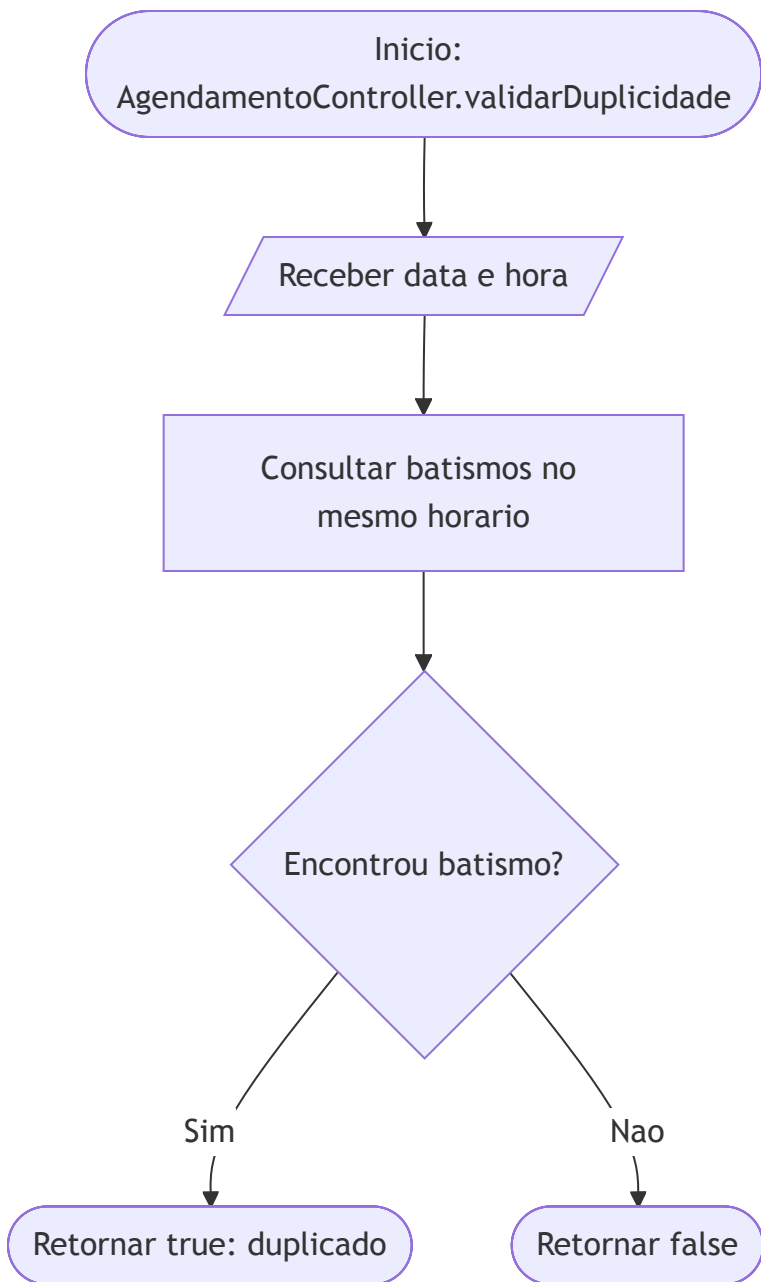 Inicio:
AgendamentoController.validarDuplicidade
Receber data e hora
Consultar batismos no
mesmo horario
Encontrou batismo?
Sim
Nao
Retornar true: duplicado
Retornar false